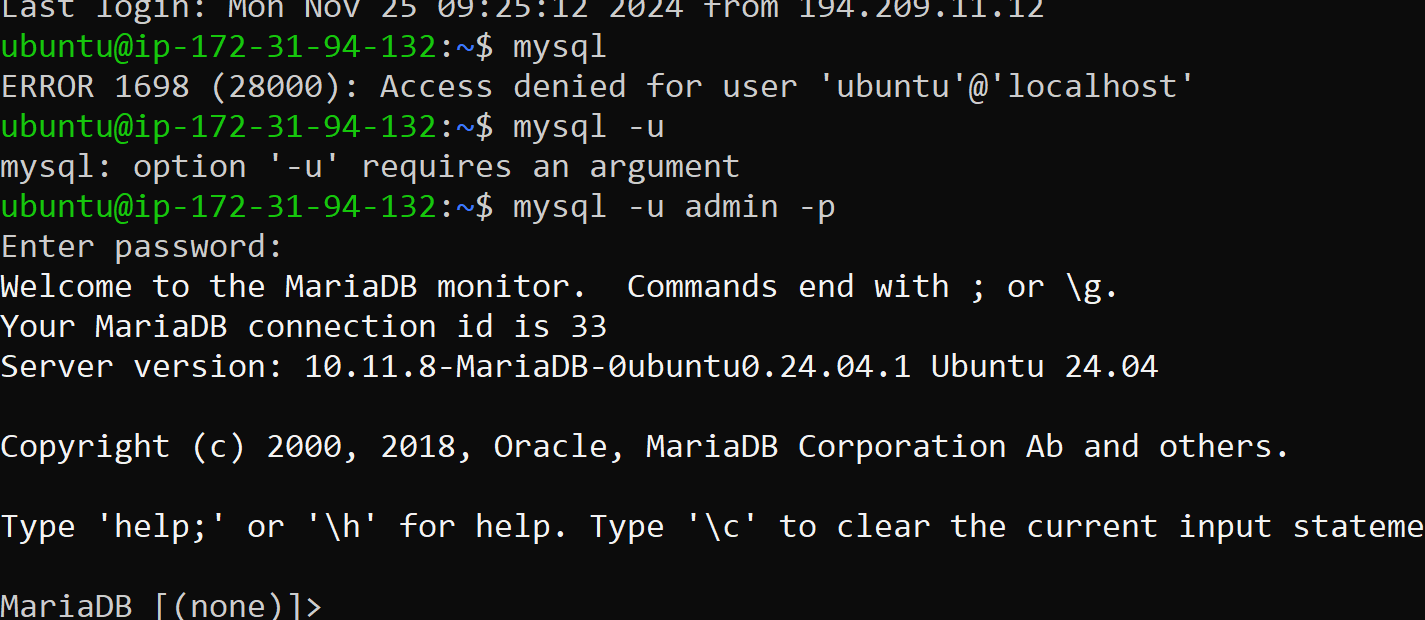 Last login: Mon Nov 25 09:25:12 2024 from 194.209.11.12
ubuntu@ip-172-31-94-132:~$ mysql
ERROR 1698 (28000): Access denied for user 'ubuntu'@'localhost'
ubuntu@ip-172-31-94-132:~$ mysql -u
mysql: option '-u' requires an argument
ubuntu@ip-172-31-94-132:~$ mysql -u admin -p
Enter password:
Welcome to the MariaDB monitor.  Commands end with ; or \g.
Your MariaDB connection id is 33
Server version: 10.11.8-MariaDB-0ubuntu0.24.04.1 Ubuntu 24.04
Copyright (c) 2000, 2018, Oracle, MariaDB Corporation Ab and others.
Type 'help;' or '\h' for help. Type '\c' to clear the current input stateme
MariaDB [(none)]>